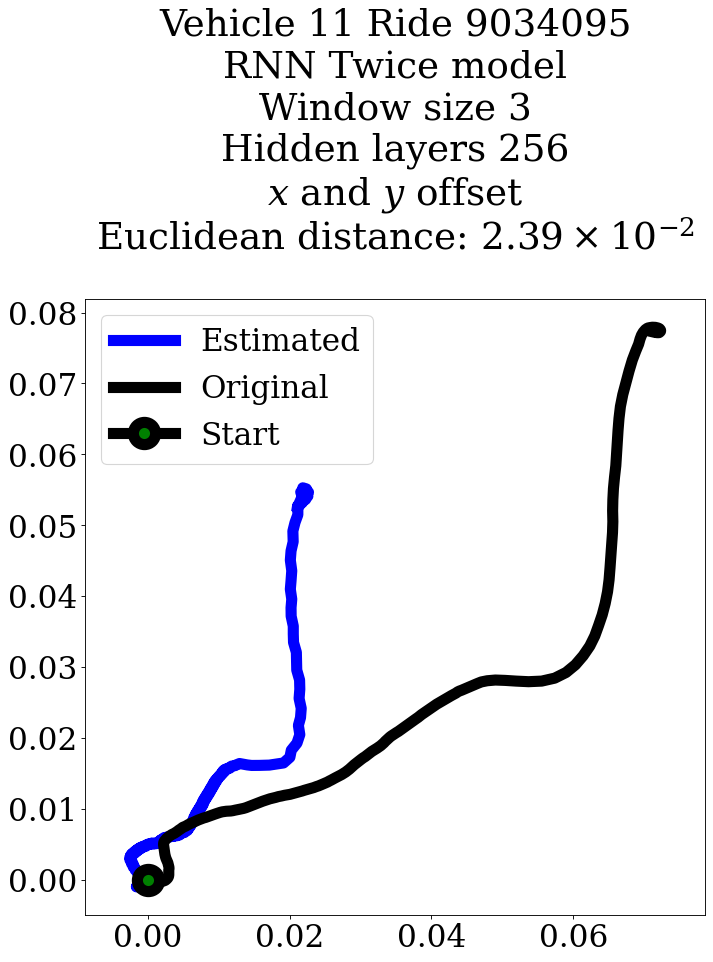 Vehicle 11 Ride 9034095
RNN Twice model
Window size 3
Hidden layers 256
x and y offset
Euclidean distance: 2.39 × 10⁻²
0.08
0.07
0.06
0.05
0.04
0.03
0.02
0.01
0.00
Estimated
Original
Start
0.00 0.02 0.04 0.06